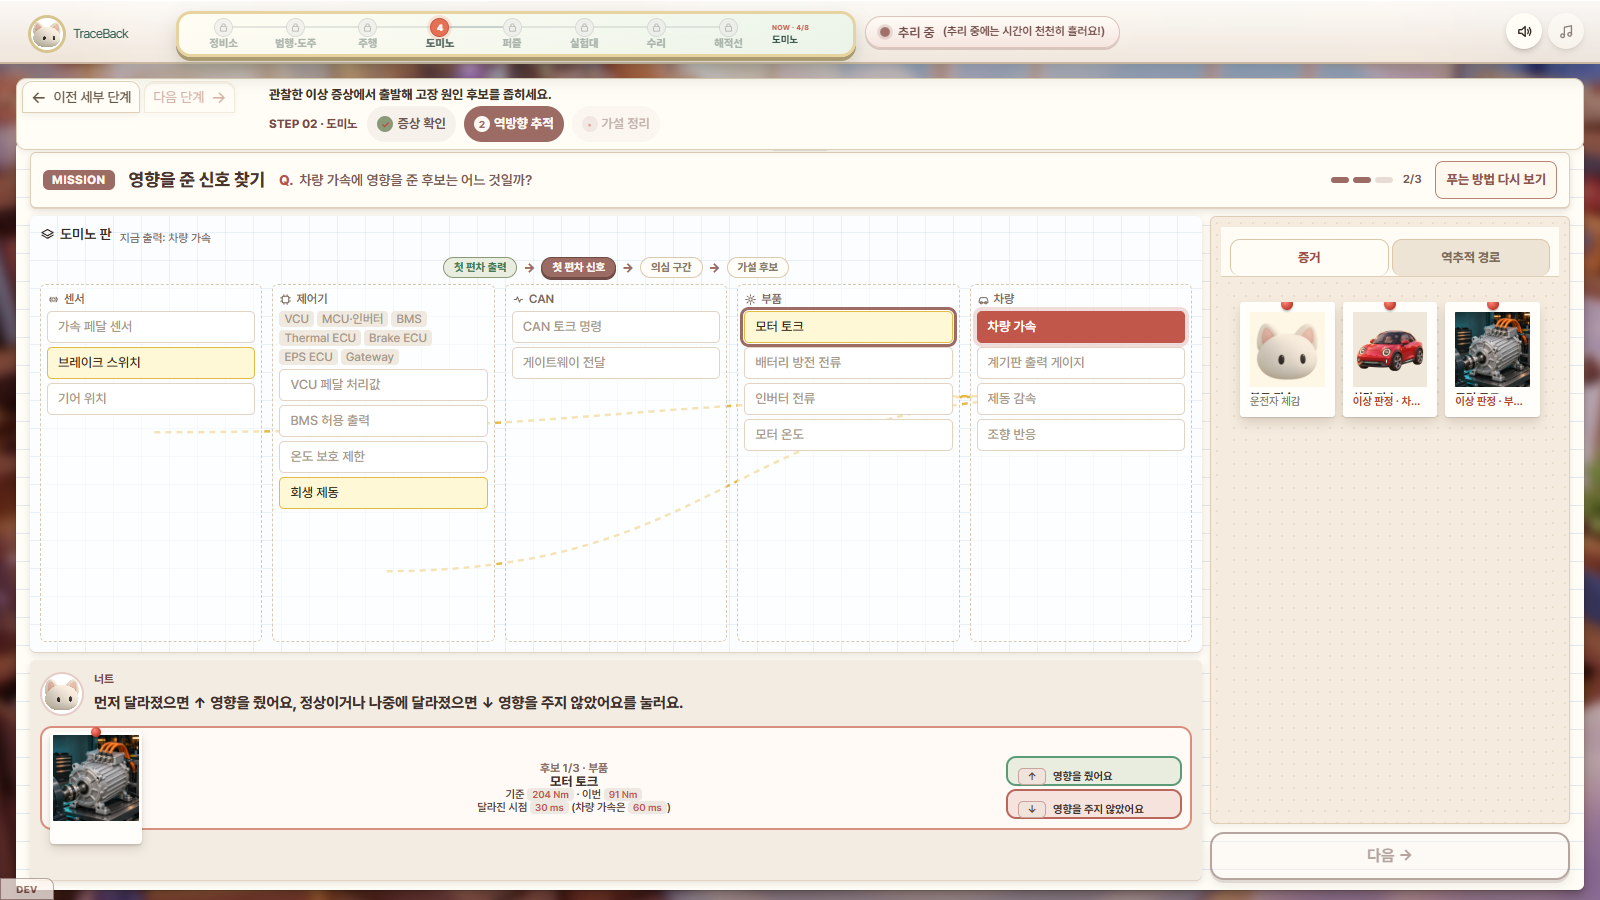 TraceBack
정비소
범행·도주
주행
4
도미노
퍼즐
실험대
수리
해적선
NOW · 4/8
도미노
추리 중 (추리 중에는 시간이 천천히 흘러요!)
← 이전 세부 단계
다음 단계 →
관찰한 이상 증상에서 출발해 고장 원인 후보를 좁히세요.
STEP 02 · 도미노
증상 확인
2 역방향 추적
가설 정리
MISSION
영향을 준 신호 찾기
Q. 차량 가속에 영향을 준 후보는 어느 것일까?
2/3
푸는 방법 다시 보기
도미노 판 지금 출력: 차량 가속
첫 편차 출력 → 첫 편차 신호 → 의심 구간 → 가설 후보
센서
가속 페달 센서
브레이크 스위치
기어 위치
제어기
VCU MCU·인버터 BMS
Thermal ECU Brake ECU
EPS ECU Gateway
VCU 페달 처리값
BMS 허용 출력
온도 보호 제한
회생 제동
CAN
CAN 토크 명령
게이트웨이 전달
부품
모터 토크
배터리 방전 전류
인버터 전류
모터 온도
차량
차량 가속
계기판 출력 게이지
제동 감속
조향 반응
증거
역추적 경로
운전자 체감
이상 판정 · 차...
이상 판정 · 부...
너트
먼저 달라졌으면 ↑ 영향을 줬어요, 정상이거나 나중에 달라졌으면 ↓ 영향을 주지 않았어요를 눌러요.
후보 1/3 · 부품
모터 토크
기준 204 Nm · 이번 91 Nm
달라진 시점 30 ms (차량 가속은 60 ms )
↑ 영향을 줬어요
↓ 영향을 주지 않았어요
다음 →
DEV